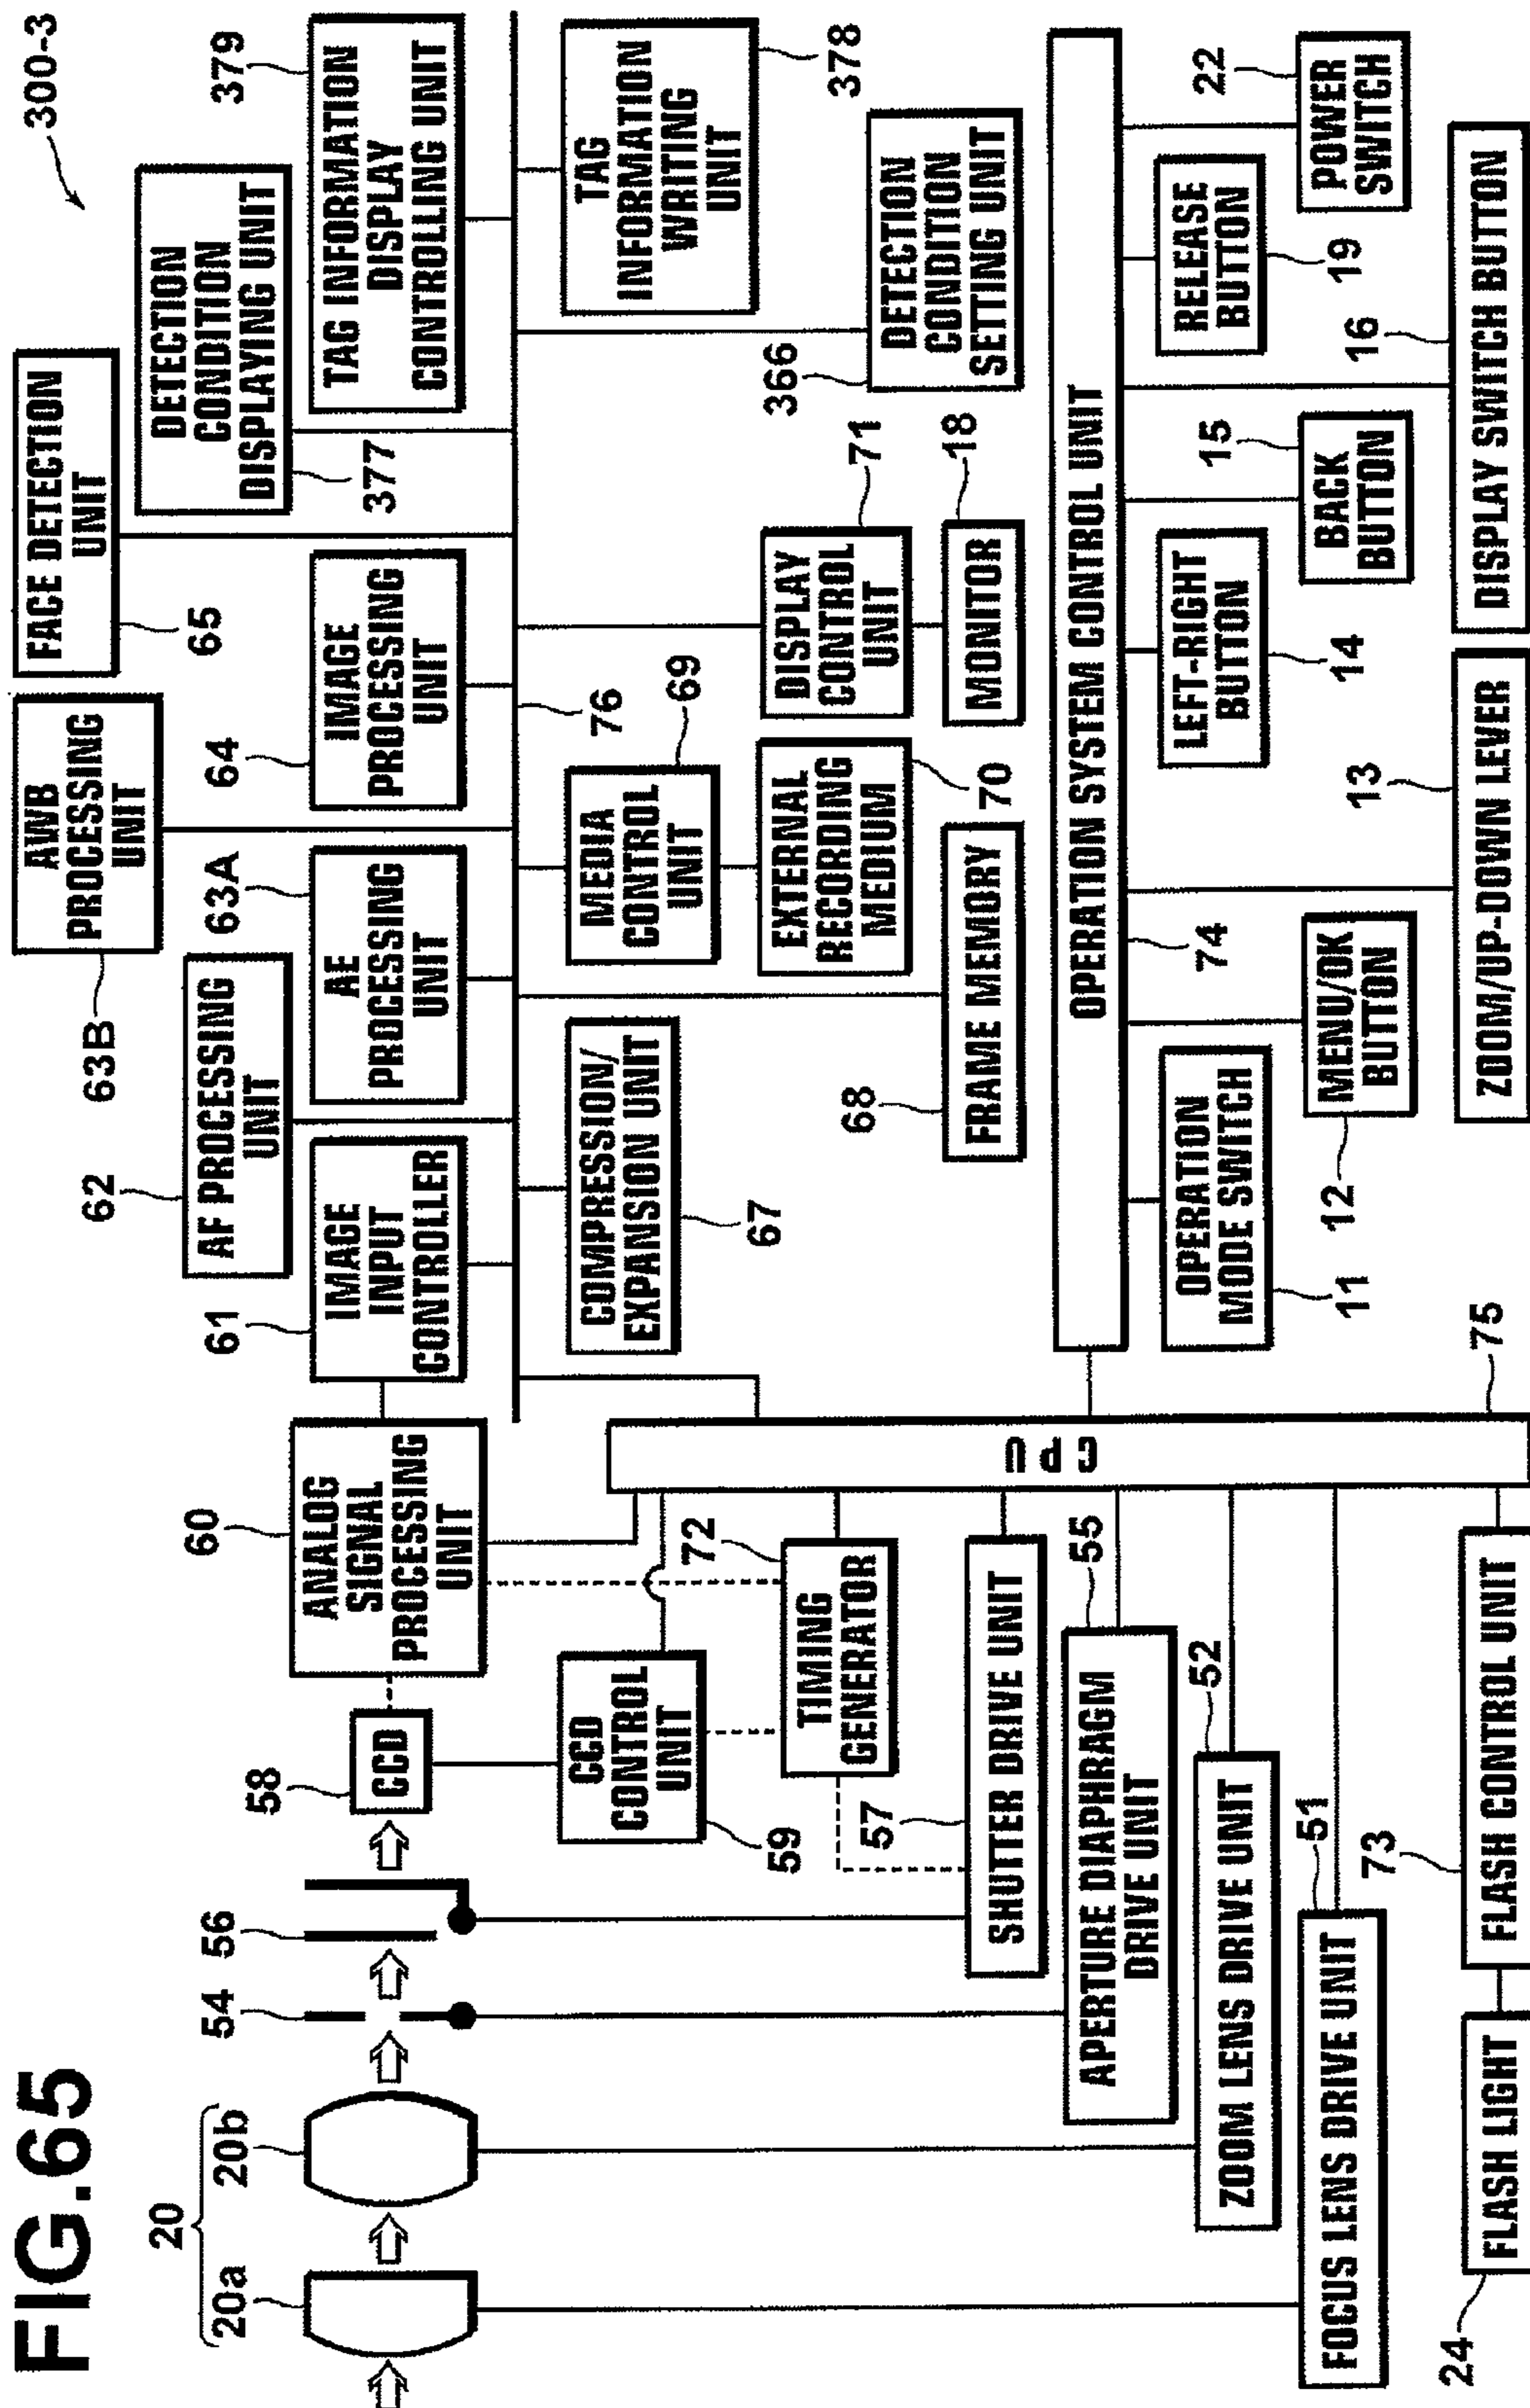 FIG.65
300-3
20
20a
20b
54
56
58
CCD
60
ANALOG
SIGNAL
PROCESSING
UNIT
61
IMAGE
INPUT
CONTROLLER
62
AF PROCESSING
UNIT
63B
AWB
PROCESSING
UNIT
63A
AE
PROCESSING
UNIT
64
IMAGE
PROCESSING
UNIT
65
FACE DETECTION
UNIT
377
DETECTION
CONDITION
DISPLAYING UNIT
379
TAG INFORMATION
DISPLAY
CONTROLLING UNIT
76
COMPRESSION/
EXPANSION UNIT
67
MEDIA
CONTROL
UNIT
69
EXTERNAL
RECORDING
MEDIUM
70
68
FRAME MEMORY
DISPLAY
CONTROL
UNIT
71
MONITOR
18
TAG
INFORMATION
WRITING
UNIT
378
366
DETECTION
CONDITION
SETTING UNIT
CCD
CONTROL
UNIT
59
72
TIMING
GENERATOR
57
SHUTTER DRIVE UNIT
55
APERTURE DIAPHRAGM
DRIVE UNIT
52
ZOOM LENS DRIVE UNIT
51
FOCUS LENS DRIVE UNIT
73
FLASH CONTROL UNIT
24
FLASH LIGHT
CPU
75
OPERATION SYSTEM CONTROL UNIT
74
OPERATION
MODE SWITCH
11
MENU/OK
BUTTON
12
ZOOM/UP-DOWN LEVER
13
LEFT-RIGHT
BUTTON
14
BACK
BUTTON
15
DISPLAY SWITCH BUTTON
16
RELEASE
BUTTON
19
POWER
SWITCH
22